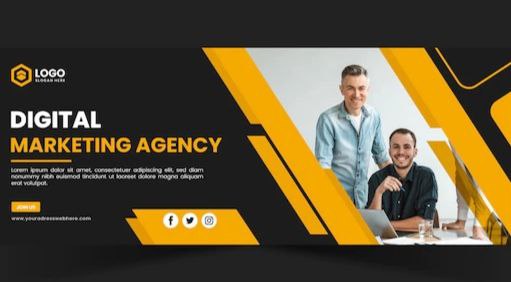 LOGO
SLOGAN HERE
DIGITAL
MARKETING AGENCY
Lorem ipsum dolor sit amet, consectetuer adipiscing elit, sed diam
nonummy nibh euismod tincidunt ut laoreet dolore magna aliquam
erat volutpat.
JOIN US
www.youradresswebhere.com